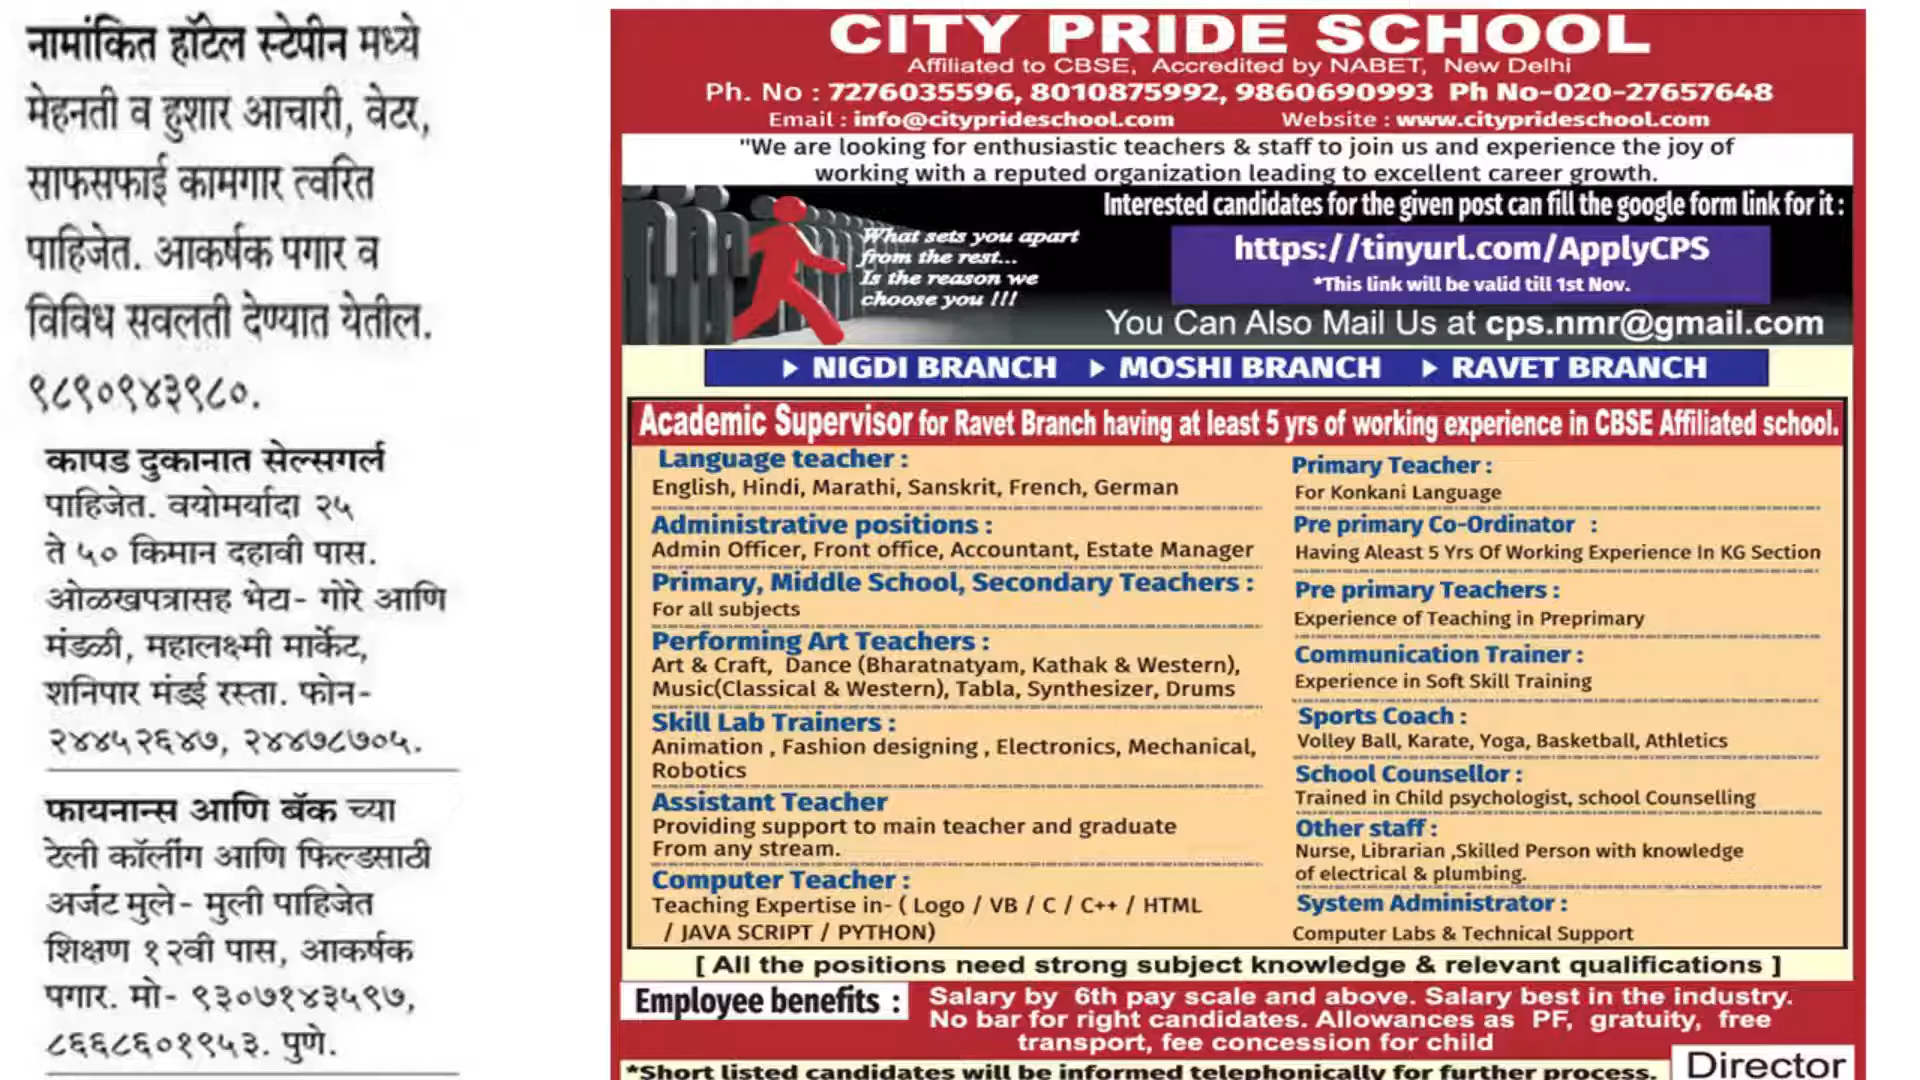 नामांकित हॉटेल स्टेपीन मध्ये
मेहनती व हुशार आचारी, वेटर,
साफसफाई कामगार त्वरित
पाहिजेत. आकर्षक पगार व
विविध सवलती देण्यात येतील.
९८९०९४३९८०.
कापड दुकानात सेल्सगर्ल
पाहिजेत. वयोमर्यादा २५
ते ५० किमान दहावी पास.
ओळखपत्रासह भेटा- गोरे आणि
मंडळी, महालक्ष्मी मार्केट,
शनिपार मंडई रस्ता. फोन-
२४४५२६४७, २४४७८७०५.
फायनान्स आणि बॅक च्या
टेली कॉलींग आणि फिल्डसाठी
अर्जंट मुले- मुली पाहिजेत
शिक्षण १२वी पास, आकर्षक
पगार. मो- ९३०७१४३५९७,
८६६८६०१९५३. पुणे.
CITY PRIDE SCHOOL
Affiliated to CBSE, Accredited by NABET, New Delhi
Ph. No : 7276035596, 8010875992, 9860690993 Ph No-020-27657648
Email : info@cityprideschool.com Website : www.cityprideschool.com
"We are looking for enthusiastic teachers & staff to join us and experience the joy of
working with a reputed organization leading to excellent career growth.
Interested candidates for the given post can fill the google form link for it :
What sets you apart
from the rest...
Is the reason we
choose you !!!
https://tinyurl.com/ApplyCPS
*This link will be valid till 1st Nov.
You Can Also Mail Us at cps.nmr@gmail.com
NIGDI BRANCH MOSHI BRANCH RAVET BRANCH
Academic Supervisor for Ravet Branch having at least 5 yrs of working experience in CBSE Affiliated school.
Language teacher :
English, Hindi, Marathi, Sanskrit, French, German
Administrative positions :
Admin Officer, Front office, Accountant, Estate Manager
Primary, Middle School, Secondary Teachers :
For all subjects
Performing Art Teachers :
Art & Craft, Dance (Bharatnatyam, Kathak & Western),
Music(Classical & Western), Tabla, Synthesizer, Drums
Skill Lab Trainers :
Animation , Fashion designing , Electronics, Mechanical,
Robotics
Assistant Teacher
Providing support to main teacher and graduate
From any stream.
Computer Teacher :
Teaching Expertise in- ( Logo / VB / C / C++ / HTML
/ JAVA SCRIPT / PYTHON)
Primary Teacher :
For Konkani Language
Pre primary Co-Ordinator :
Having Aleast 5 Yrs Of Working Experience In KG Section
Pre primary Teachers :
Experience of Teaching in Preprimary
Communication Trainer :
Experience in Soft Skill Training
Sports Coach :
Volley Ball, Karate, Yoga, Basketball, Athletics
School Counsellor :
Trained in Child psychologist, school Counselling
Other staff :
Nurse, Librarian ,Skilled Person with knowledge
of electrical & plumbing.
System Administrator :
Computer Labs & Technical Support
[ All the positions need strong subject knowledge & relevant qualifications ]
Employee benefits :
Salary by 6th pay scale and above. Salary best in the industry.
No bar for right candidates. Allowances as PF, gratuity, free
transport, fee concession for child
*Short listed candidates will be informed telephonically for further process.
Director